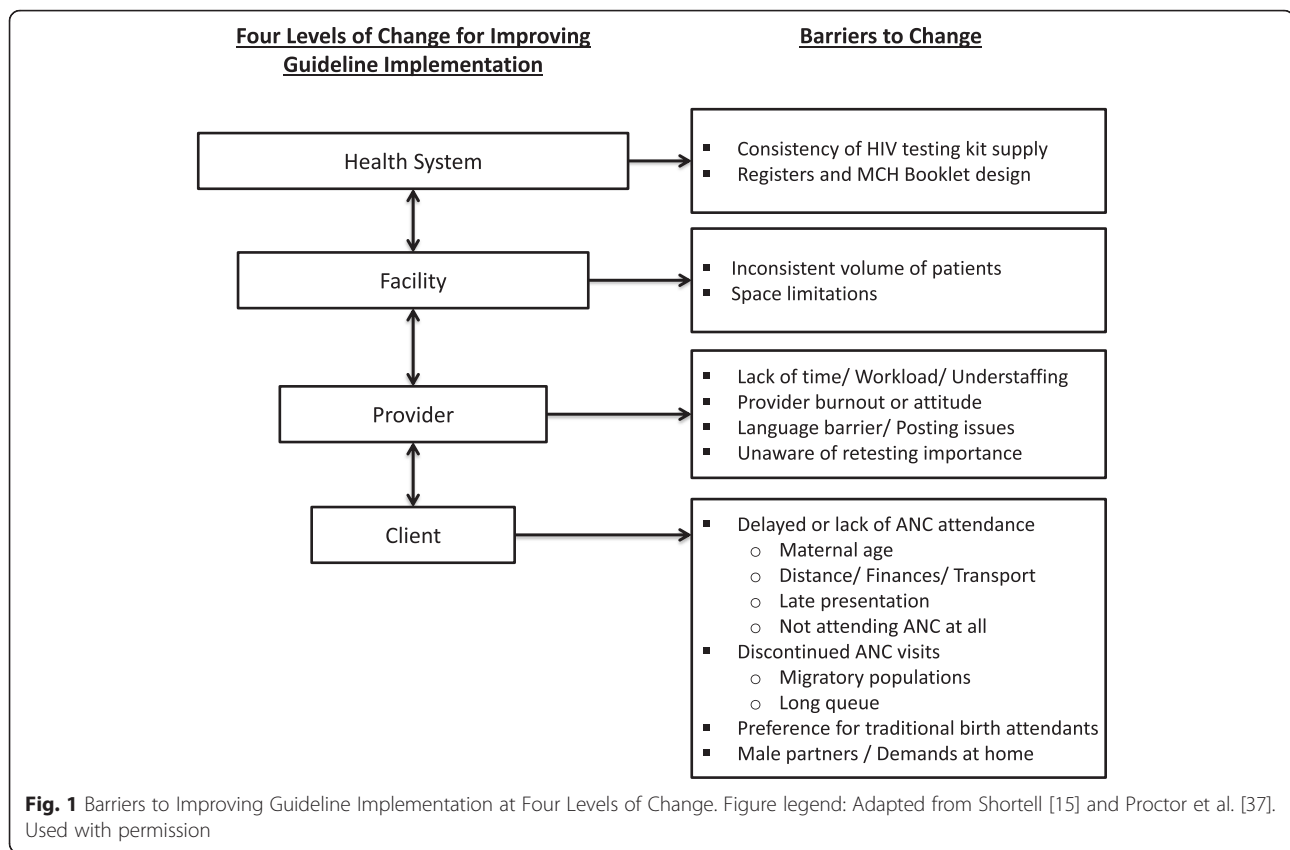 Four Levels of Change for Improving
Guideline Implementation
Barriers to Change
Health System
▪ Consistency of HIV testing kit supply
▪ Registers and MCH Booklet design
Facility
▪ Inconsistent volume of patients
▪ Space limitations
Provider
▪ Lack of time/ Workload/ Understaffing
▪ Provider burnout or attitude
▪ Language barrier/ Posting issues
▪ Unaware of retesting importance
Client
▪ Delayed or lack of ANC attendance
o Maternal age
o Distance/ Finances/ Transport
o Late presentation
o Not attending ANC at all
▪ Discontinued ANC visits
o Migratory populations
o Long queue
▪ Preference for traditional birth attendants
▪ Male partners / Demands at home
Fig. 1 Barriers to Improving Guideline Implementation at Four Levels of Change. Figure legend: Adapted from Shortell [15] and Proctor et al. [37].
Used with permission